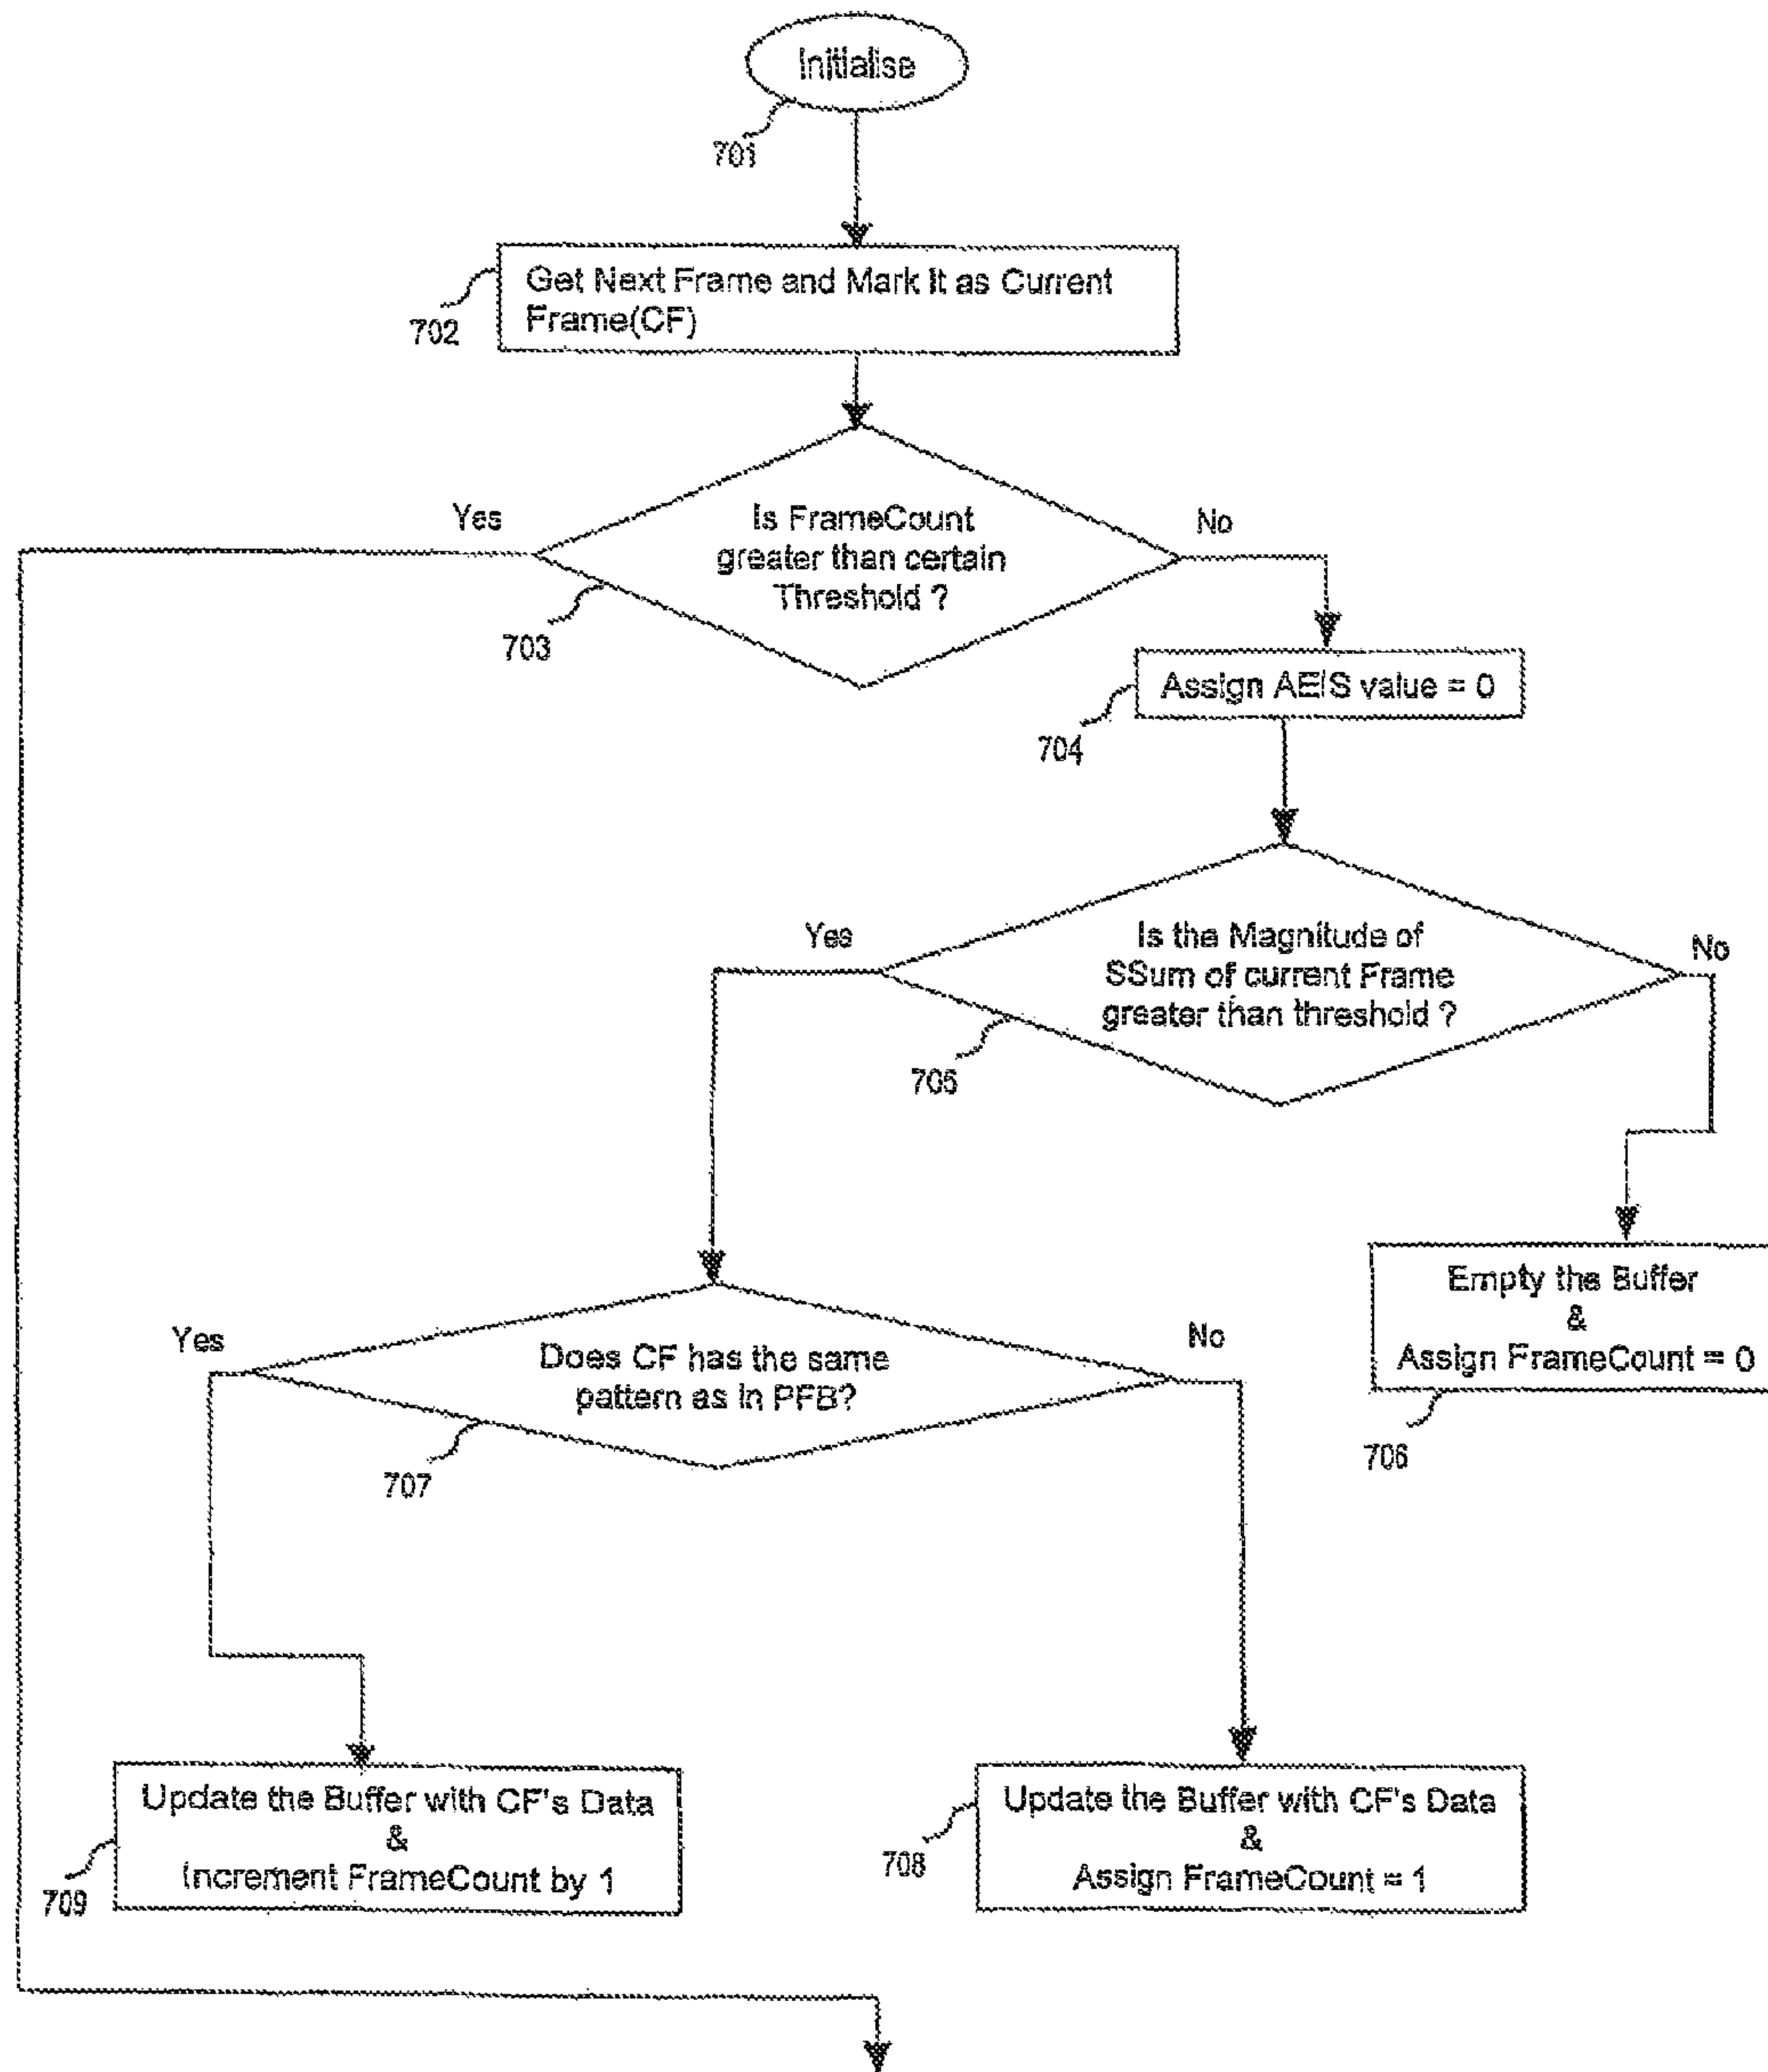 Initialise
701
Get Next Frame and Mark It as Current
Frame(CF)
702
Yes
Is FrameCount
greater than certain
Threshold ?
No
703
Assign AEIS value = 0
704
Yes
Is the Magnitude of
SSum of current Frame
greater than threshold ?
No
705
Empty the Buffer
&
Assign FrameCount = 0
706
Yes
Does CF has the same
pattern as in PFB?
No
707
Update the Buffer with CF's Data
&
Increment FrameCount by 1
709
Update the Buffer with CF's Data
&
Assign FrameCount = 1
708